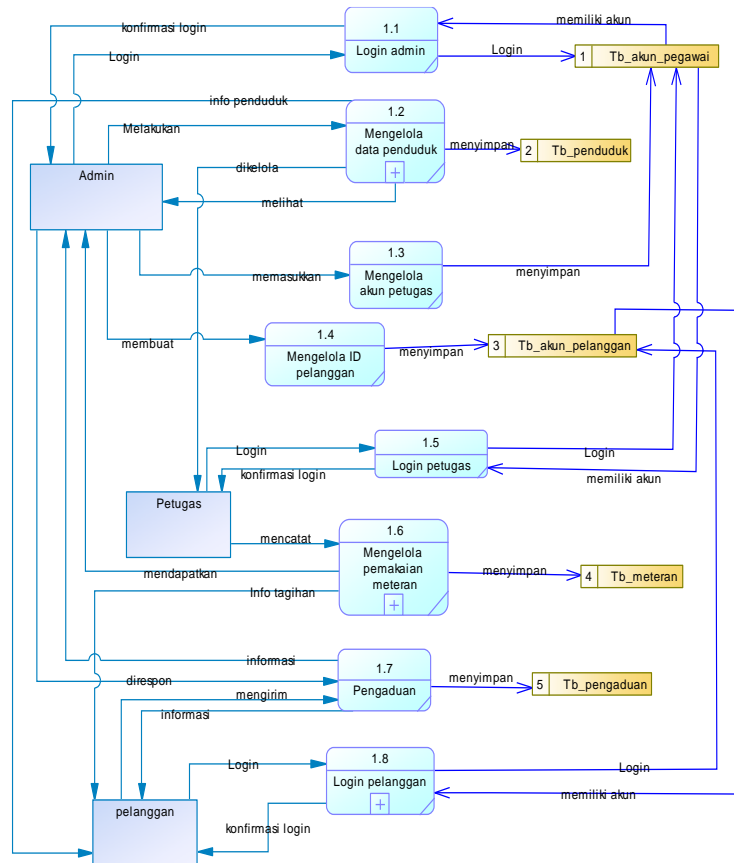 konfirmasi login
1.1
memiliki akun
Login
Login admin
Login
1 Tb_akun_pegawai
info penduduk
1.2
Melakukan
Mengelola
data penduduk
menyimpan
2 Tb_penduduk
Admin
dikelola
melihat
1.3
Mengelola
akun petugas
memasukkan
menyimpan
1.4
membuat
Mengelola ID
pelanggan
menyimpan
3 Tb_akun_pelanggan
1.5
Login
Login petugas
Login
konfirmasi login
memiliki akun
Petugas
1.6
mencatat
Mengelola
pemakaian
meteran
mendapatkan
menyimpan
4 Tb_meteran
Info tagihan
informasi
1.7
direspon
Pengaduan
menyimpan
5 Tb_pengaduan
mengirim
informasi
1.8
Login
Login pelanggan
Login
memiliki akun
pelanggan
konfirmasi login